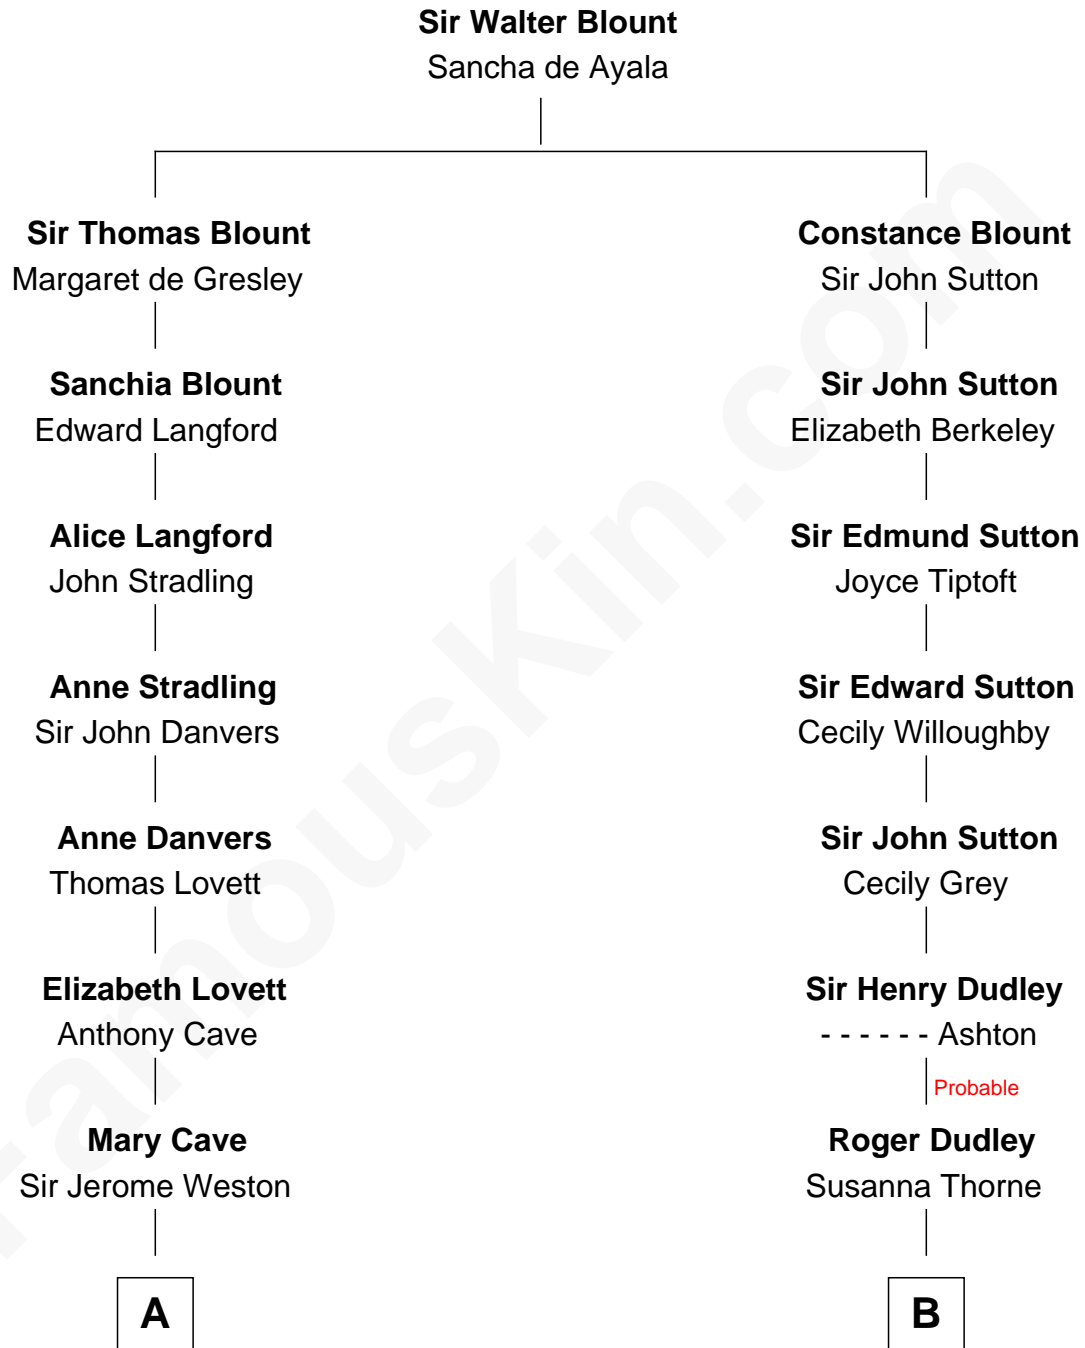 Sir Walter Blount
Sancha de Ayala
Sir Thomas Blount
Margaret de Gresley
Constance Blount
Sir John Sutton
Sanchia Blount
Edward Langford
Sir John Sutton
Elizabeth Berkeley
Alice Langford
John Stradling
Sir Edmund Sutton
Joyce Tiptoft
Anne Stradling
Sir John Danvers
Sir Edward Sutton
Cecily Willoughby
Anne Danvers
Thomas Lovett
Sir John Sutton
Cecily Grey
Elizabeth Lovett
Anthony Cave
Sir Henry Dudley
- - - - - - Ashton
Probable
Mary Cave
Sir Jerome Weston
Roger Dudley
Susanna Thorne
A
B
FamousKin.com